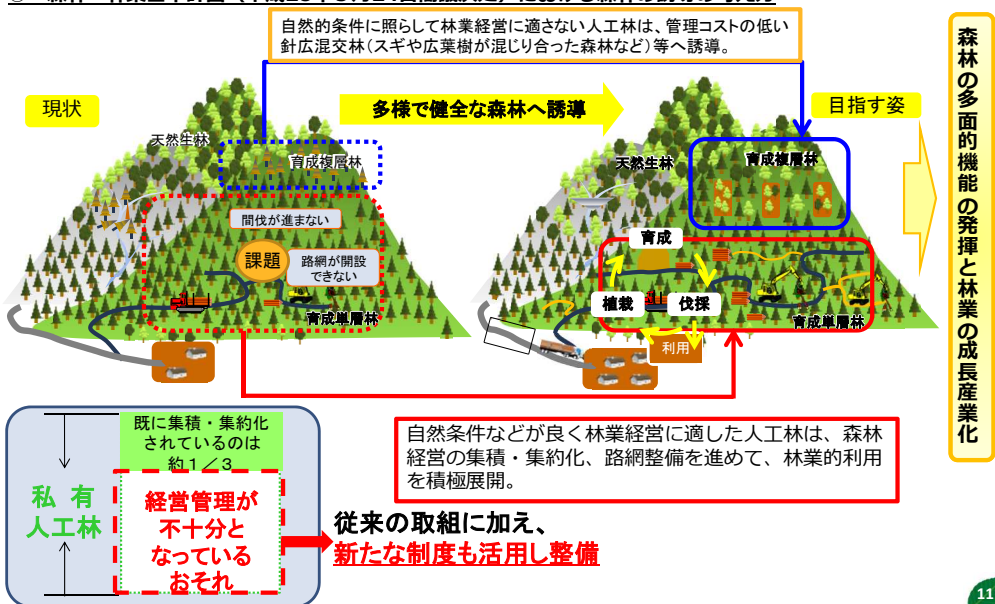 自然的条件に照らして林業経営に適さない人工林は、管理コストの低い
針広混交林(スギや広葉樹が混じり合った森林など)等へ誘導。
現状
多様で健全な森林へ誘導
目指す姿
天然生林
育成複層林
間伐が進まない
課題
路網が開設
できない
育成単層林
天然生林
育成複層林
育成
植栽
伐採
利用
育成単層林
森林の多面的機能の発揮と林業の成長産業化
既に集積・集約化
されているのは
約1/3
私有
人工林
経営管理が
不十分と
なっている
おそれ
従来の取組に加え、
新たな制度も活用し整備
自然条件などが良く林業経営に適した人工林は、森林
経営の集積・集約化、路網整備を進めて、林業的利用
を積極展開。
11